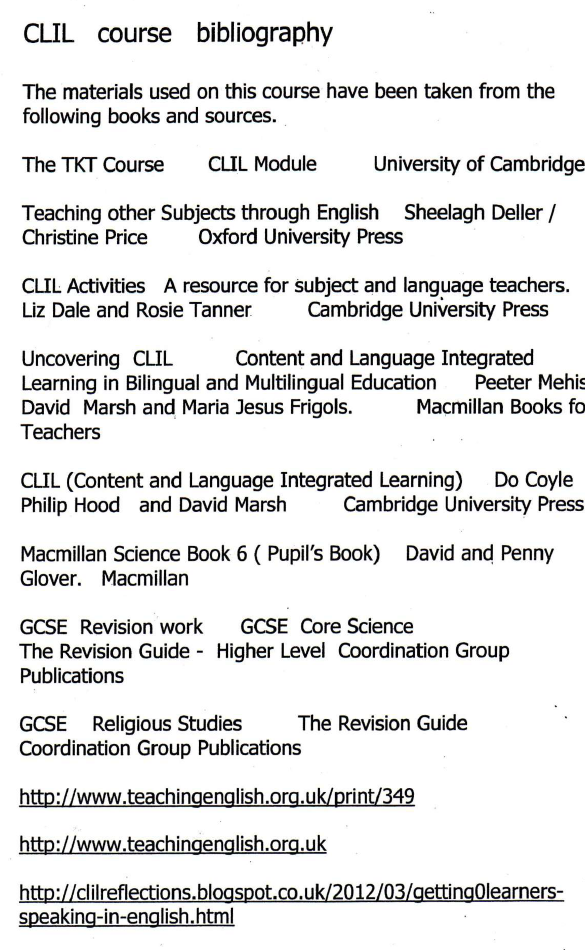 CLIL course bibliography
The materials used on this course have been taken from the
following books and sources.
The TKT Course CLIL Module University of Cambridge
Teaching other Subjects through English Sheelagh Deller /
Christine Price Oxford University Press
CLIL Activities A resource for subject and language teachers.
Liz Dale and Rosie Tanner Cambridge University Press
Uncovering CLIL Content and Language Integrated
Learning in Bilingual and Multilingual Education Peeter Mehis
David Marsh and Maria Jesus Frigols. Macmillan Books fo
Teachers
CLIL (Content and Language Integrated Learning) Do Coyle
Philip Hood and David Marsh Cambridge University Press
Macmillan Science Book 6 ( Pupil's Book) David and Penny
Glover. Macmillan
GCSE Revision work GCSE Core Science
The Revision Guide - Higher Level Coordination Group
Publications
GCSE Religious Studies The Revision Guide
Coordination Group Publications
http://www.teachingenglish.org.uk/print/349
http://www.teachingenglish.org.uk
http://clilreflections.blogspot.co.uk/2012/03/getting0learners-
speaking-in-english.html